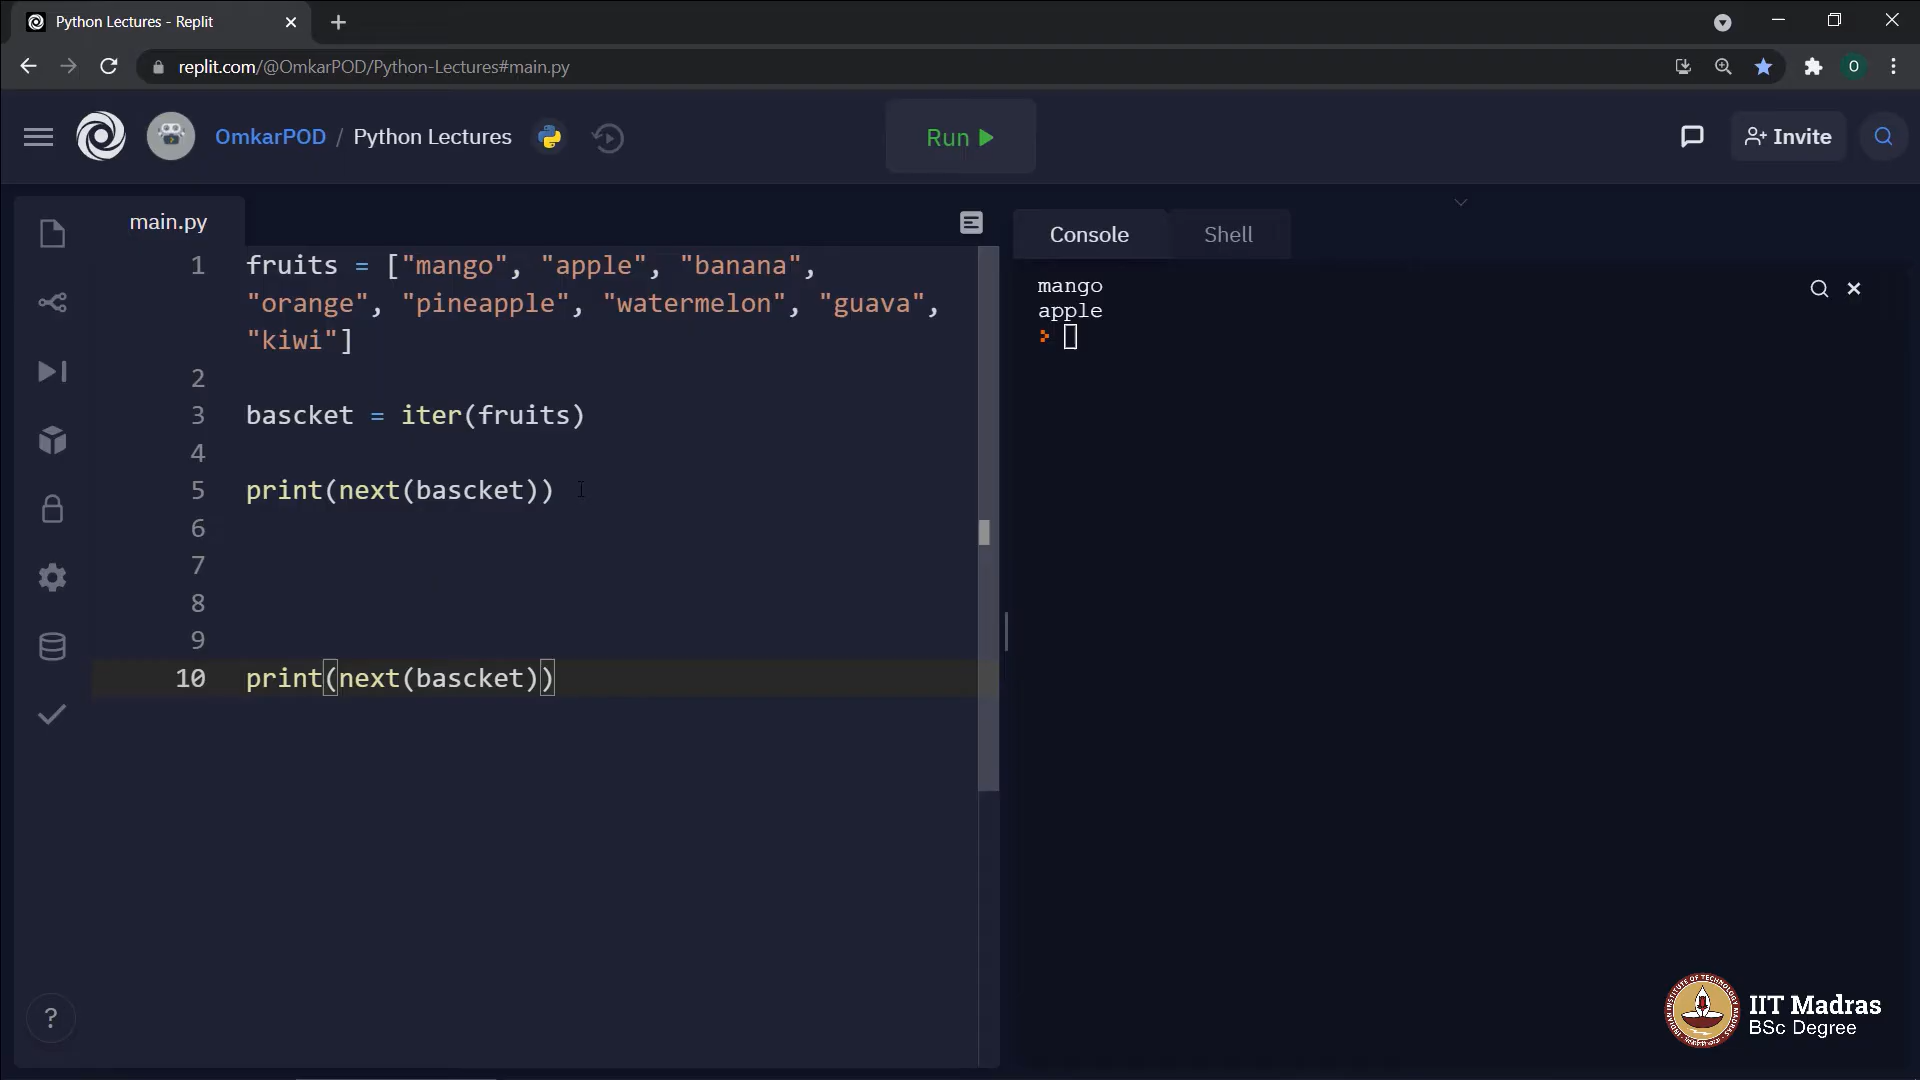 Python Lectures - Replit
replit.com/@OmkarPOD/Python-Lectures#main.py
O
OmkarPOD / Python Lectures
Run
Invite
main.py
Console
Shell
1 fruits = ["mango", "apple", "banana",
"orange", "pineapple", "watermelon", "guava",
"kiwi"]
2
3 bascket = iter(fruits)
4
5 print(next(bascket))
6
7
8
9
10 print(next(bascket))
mango
apple
?
IIT Madras
BSc Degree